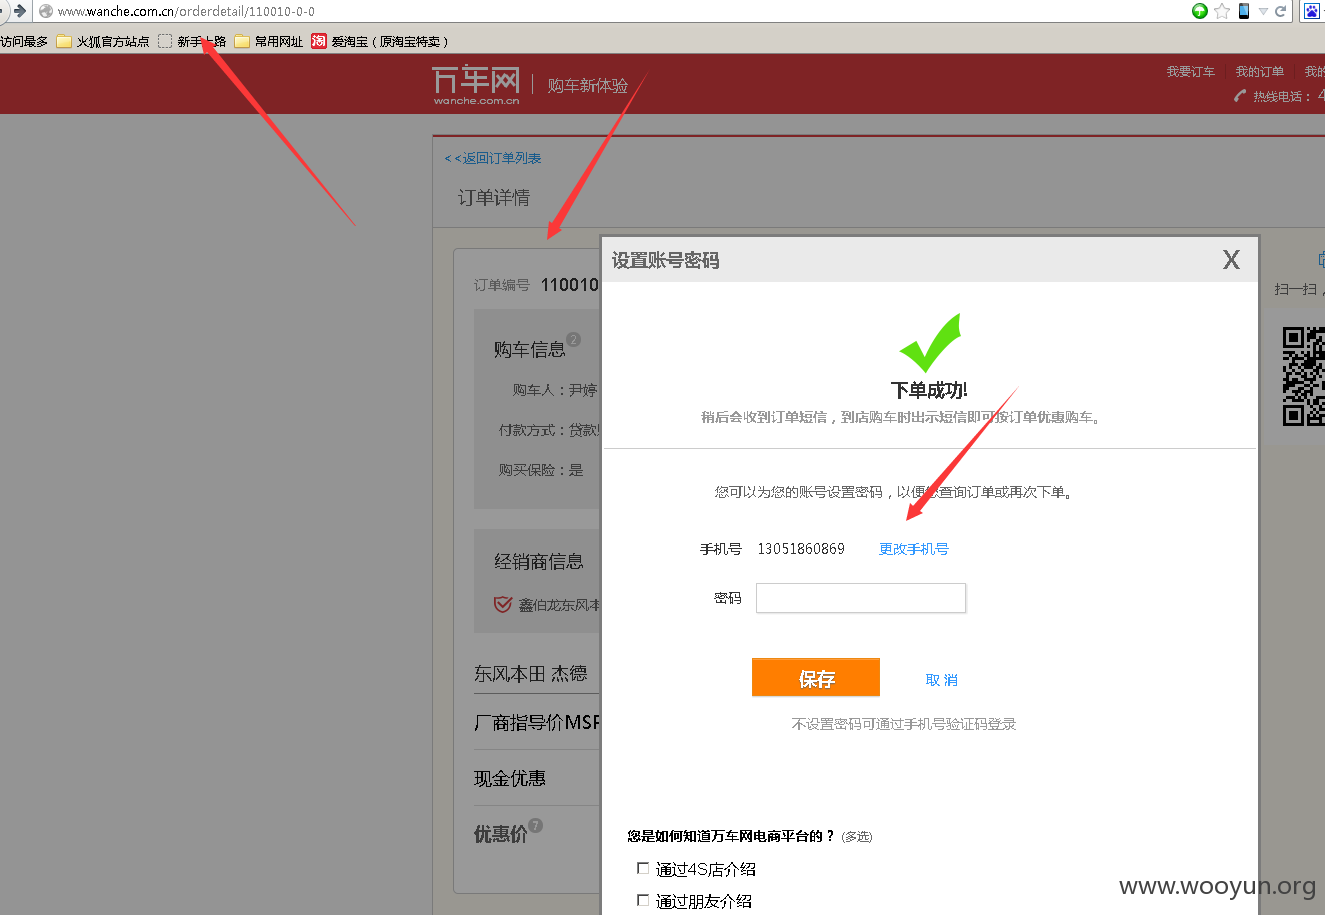 www.wanche.com.cn/orderdetail/110010-0-0
访问最多 火狐官方站点 新手上路 常用网址 淘 爱淘宝（原淘宝特卖）
万车网 购车新体验
wanche.com.cn
我要订车 我的订单 我的
热线电话：4
<<返回订单列表
订单详情
订单编号 110010
设置账号密码 X
扫一扫，
购车信息 2
购车人：尹婷
付款方式：贷款
购买保险：是
下单成功!
稍后会收到订单短信，到店购车时出示短信即可按订单优惠购车。
您可以为您的账号设置密码，以便您查询订单或再次下单。
手机号 13051860869 更改手机号
密码
经销商信息
鑫伯龙东风本
保存 取消
不设置密码可通过手机号验证码登录
东风本田 杰德
厂商指导价MSR
现金优惠
优惠价 7
您是如何知道万车网电商平台的？ (多选)
通过4S店介绍
通过朋友介绍
www.wooyun.org